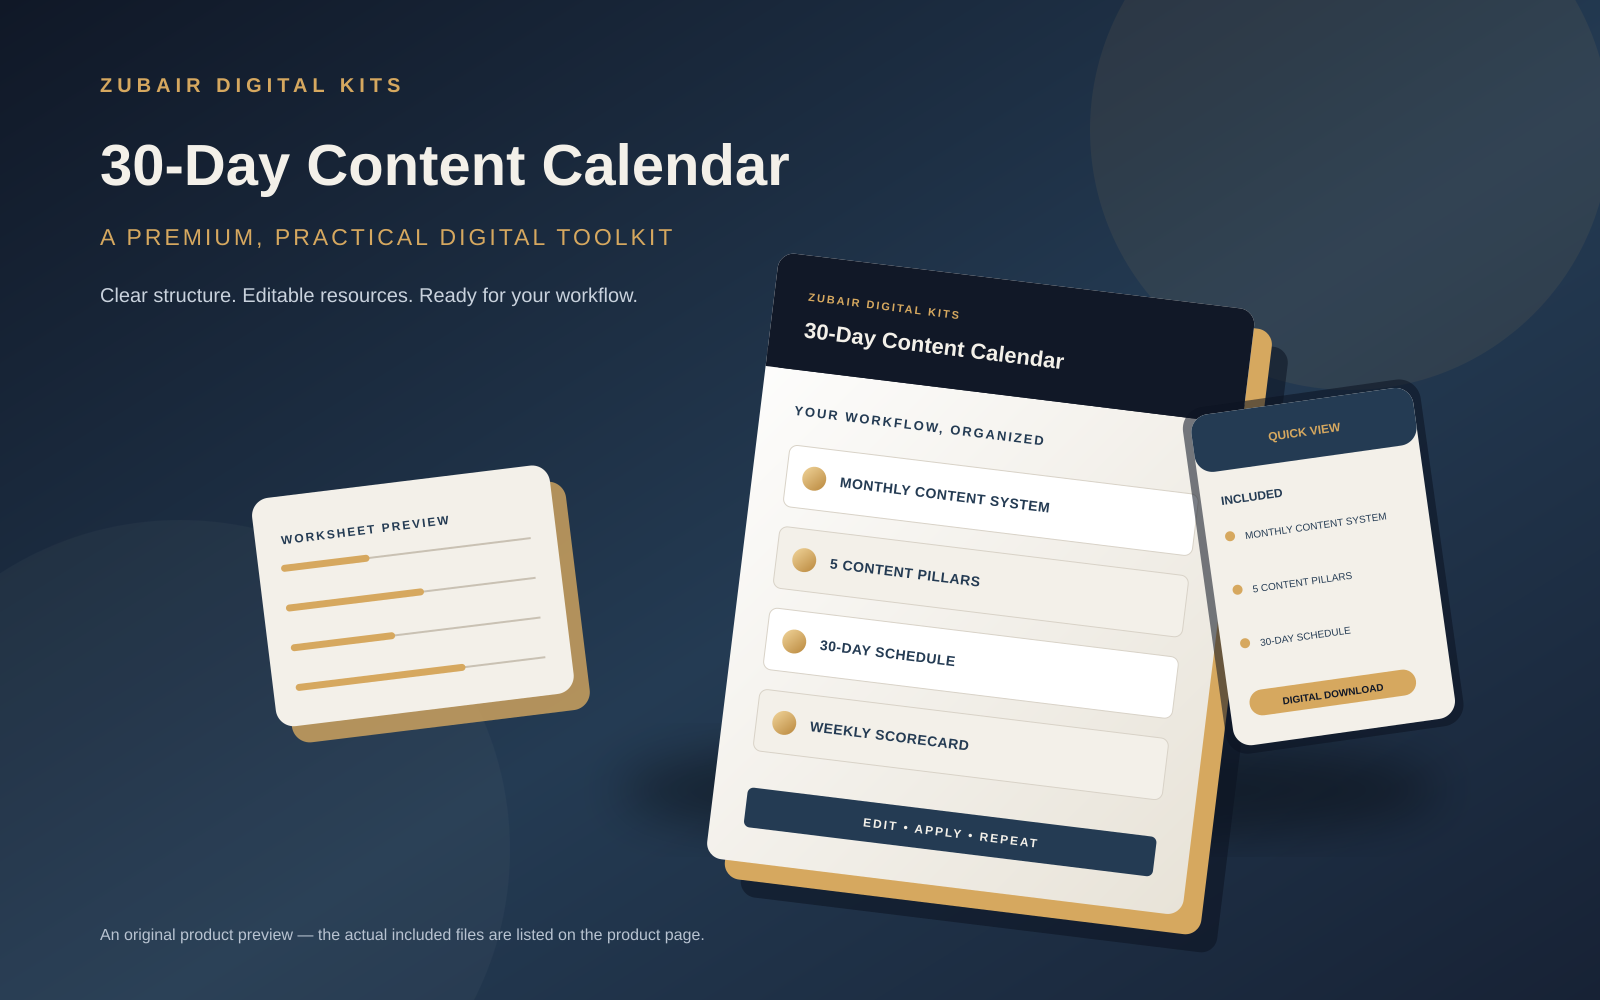 ZUBAIR DIGITAL KITS
30-Day Content Calendar
A PREMIUM, PRACTICAL DIGITAL TOOLKIT
Clear structure. Editable resources. Ready for your workflow.
WORKSHEET PREVIEW
ZUBAIR DIGITAL KITS
30-Day Content Calendar
YOUR WORKFLOW, ORGANIZED
MONTHLY CONTENT SYSTEM
5 CONTENT PILLARS
30-DAY SCHEDULE
WEEKLY SCORECARD
EDIT • APPLY • REPEAT
QUICK VIEW
INCLUDED
MONTHLY CONTENT SYSTEM
5 CONTENT PILLARS
30-DAY SCHEDULE
DIGITAL DOWNLOAD
An original product preview — the actual included files are listed on the product page.